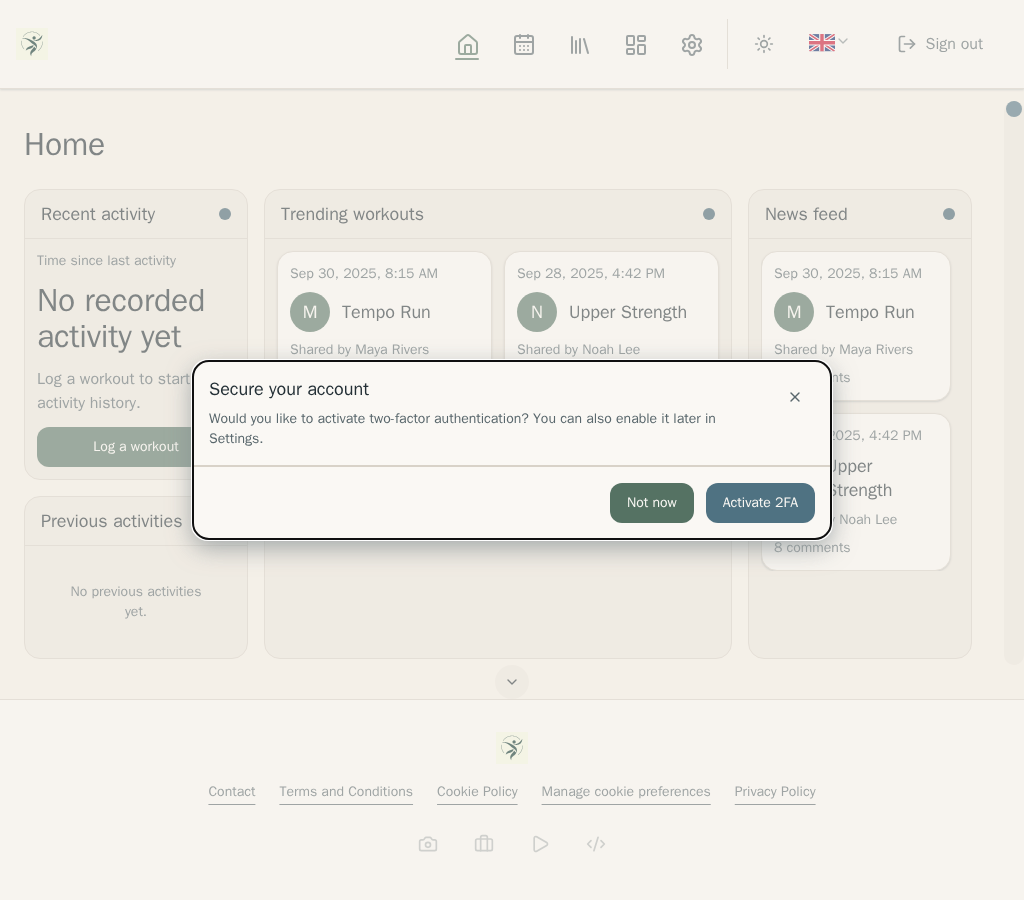 Sign out
Home
Recent activity
Time since last activity
No recorded
activity yet
Log a workout to start
activity history.
Log a workout
Previous activities
No previous activities
yet.
Trending workouts
Sep 30, 2025, 8:15 AM
M
Tempo Run
Shared by Maya Rivers
Sep 28, 2025, 4:42 PM
N
Upper Strength
Shared by Noah Lee
News feed
Sep 30, 2025, 8:15 AM
M
Tempo Run
Shared by Maya Rivers
2025, 4:42 PM
Upper
Strength
Noah Lee
8 comments
Secure your account
Would you like to activate two-factor authentication? You can also enable it later in
Settings.
Not now
Activate 2FA
Contact
Terms and Conditions
Cookie Policy
Manage cookie preferences
Privacy Policy